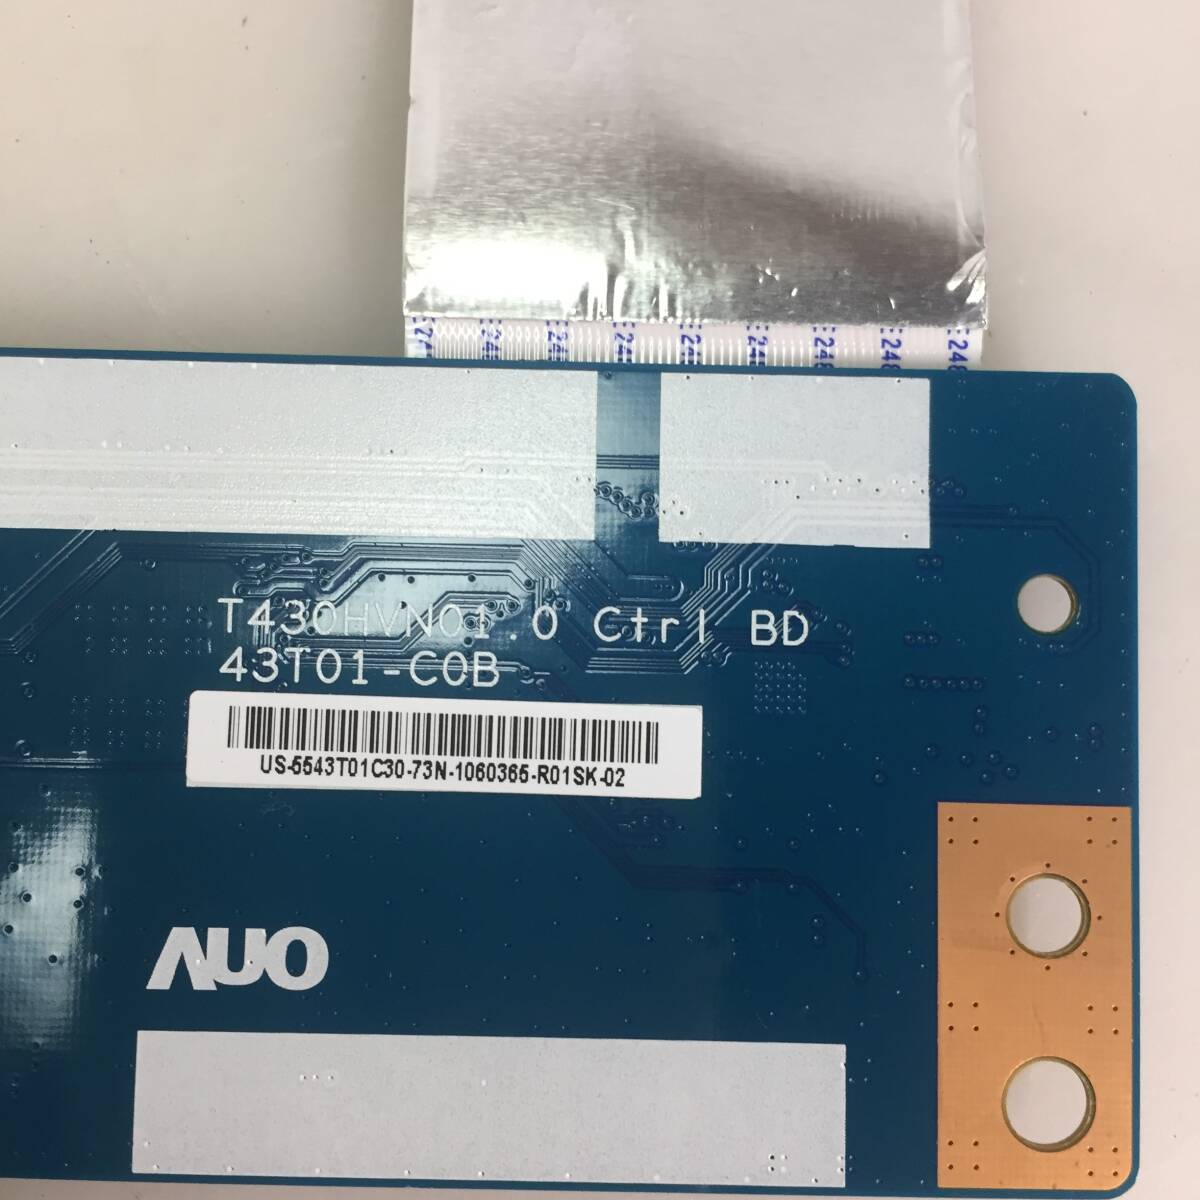 T430HVN01.0 Ctrl BD
43T01-C0B
US-5543T01C30-73N-1060365-R01SK-02
AUO